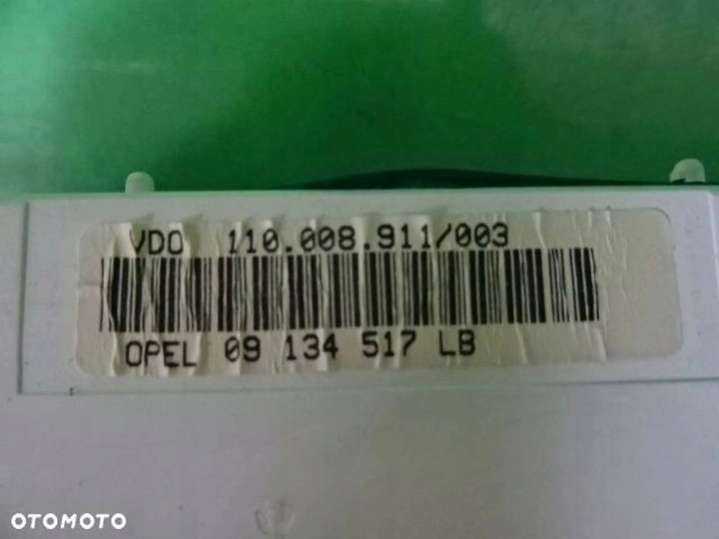 VDO 110.008.911/003
OPEL 09 134 517 LB
OTOMOTO